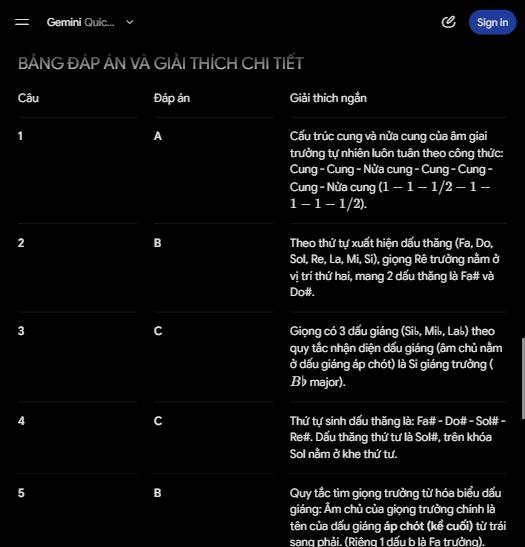 Gemini Quic...
Sign in
BẢNG ĐÁP ÁN VÀ GIẢI THÍCH CHI TIẾT
Câu Đáp án Giải thích ngắn
1 A Cấu trúc cung và nửa cung của âm giai
trưởng tự nhiên luôn tuân theo công thức:
Cung - Cung - Nửa cung - Cung - Cung -
Cung - Nửa cung (1 − 1 − 1/2 − 1 −
1 − 1 − 1/2).
2 B Theo thứ tự xuất hiện dấu thăng (Fa, Do,
Sol, Re, La, Mi, Si), giọng Rê trưởng nằm ở
vị trí thứ hai, mang 2 dấu thăng là Fa# và
Do#.
3 C Giọng có 3 dấu giáng (Si♭, Mi♭, La♭) theo
quy tắc nhận diện dấu giáng (âm chủ nằm
ở dấu giáng áp chót) là Si giáng trưởng (
B♭ major).
4 C Thứ tự sinh dấu thăng là: Fa# - Do# - Sol# -
Re#. Dấu thăng thứ tư là Sol#, trên khóa
Sol nằm ở khe thứ tư.
5 B Quy tắc tìm giọng trưởng từ hóa biểu dấu
giáng: Âm chủ của giọng trưởng chính là
tên của dấu giáng áp chót (kề cuối) từ trái
sang phải. (Riêng 1 dấu b là Fa trưởng).